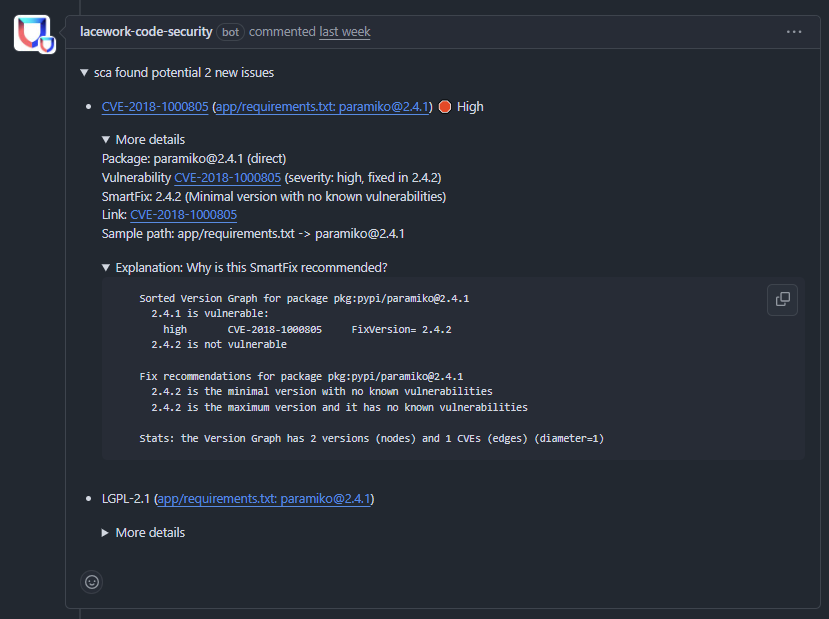 lacework-code-security bot commented last week
sca found potential 2 new issues
CVE-2018-1000805 (app/requirements.txt: paramiko@2.4.1) High
More details
Package: paramiko@2.4.1 (direct)
Vulnerability CVE-2018-1000805 (severity: high, fixed in 2.4.2)
SmartFix: 2.4.2 (Minimal version with no known vulnerabilities)
Link: CVE-2018-1000805
Sample path: app/requirements.txt -> paramiko@2.4.1
Explanation: Why is this SmartFix recommended?
Sorted Version Graph for package pkg:pypi/paramiko@2.4.1
2.4.1 is vulnerable:
high CVE-2018-1000805 FixVersion= 2.4.2
2.4.2 is not vulnerable
Fix recommendations for package pkg:pypi/paramiko@2.4.1
2.4.2 is the minimal version with no known vulnerabilities
2.4.2 is the maximum version and it has no known vulnerabilities
Stats: the Version Graph has 2 versions (nodes) and 1 CVEs (edges) (diameter=1)
LGPL-2.1 (app/requirements.txt: paramiko@2.4.1)
More details